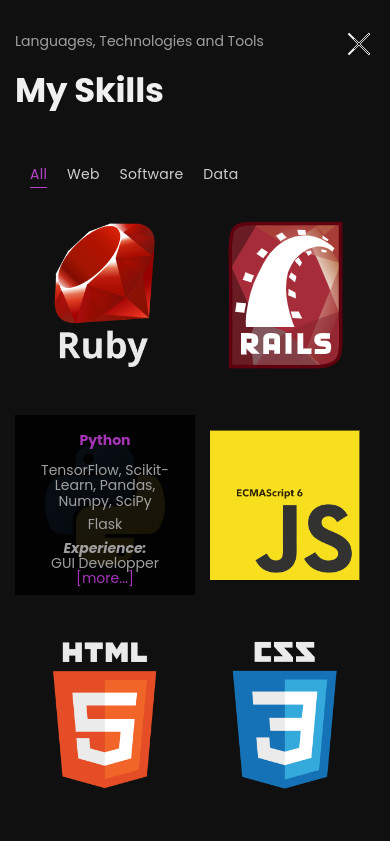 Languages, Technologies and Tools
My Skills
All Web Software Data
Ruby
RAILS
Python
TensorFlow, Scikit-
Learn, Pandas,
Numpy, SciPy
Flask
Experience:
GUI Developper
[more...]
ECMAScript 6
JS
HTML
5
CSS
3